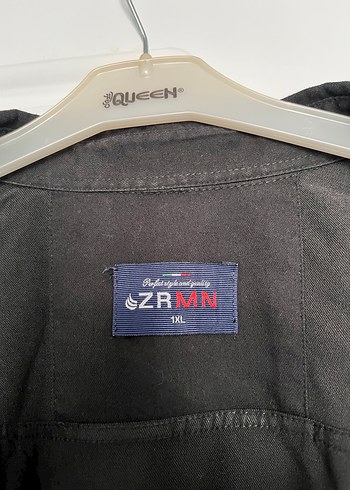 QUEEN®
Perfect style and quality
ZRMN
1XL